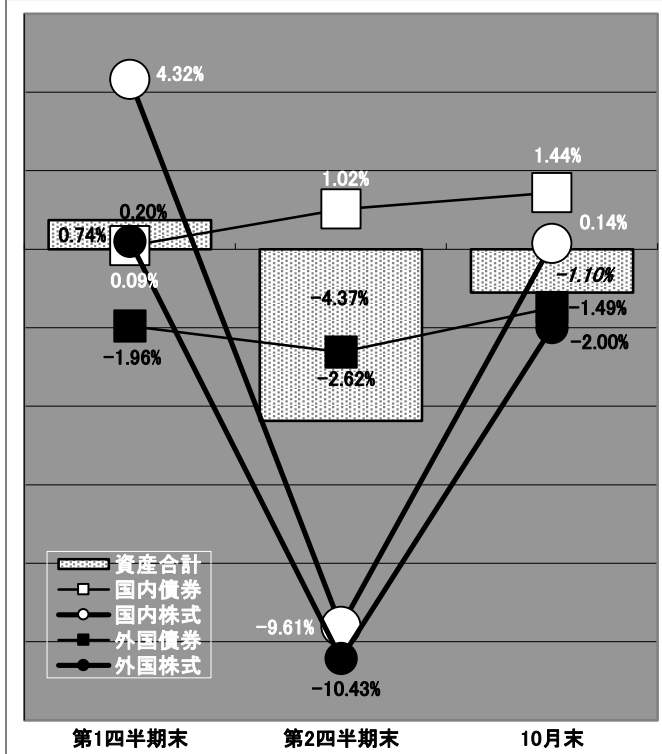 4.32%
1.44%
1.02%
0.20%
0.14%
0.74%
0.09%
-1.10%
-4.37%
-1.49%
-1.96%
-2.00%
-2.62%
資産合計
国内債券
国内株式
-9.61%
外国債券
外国株式
-10.43%
第1四半期末 第2四半期末 10月末